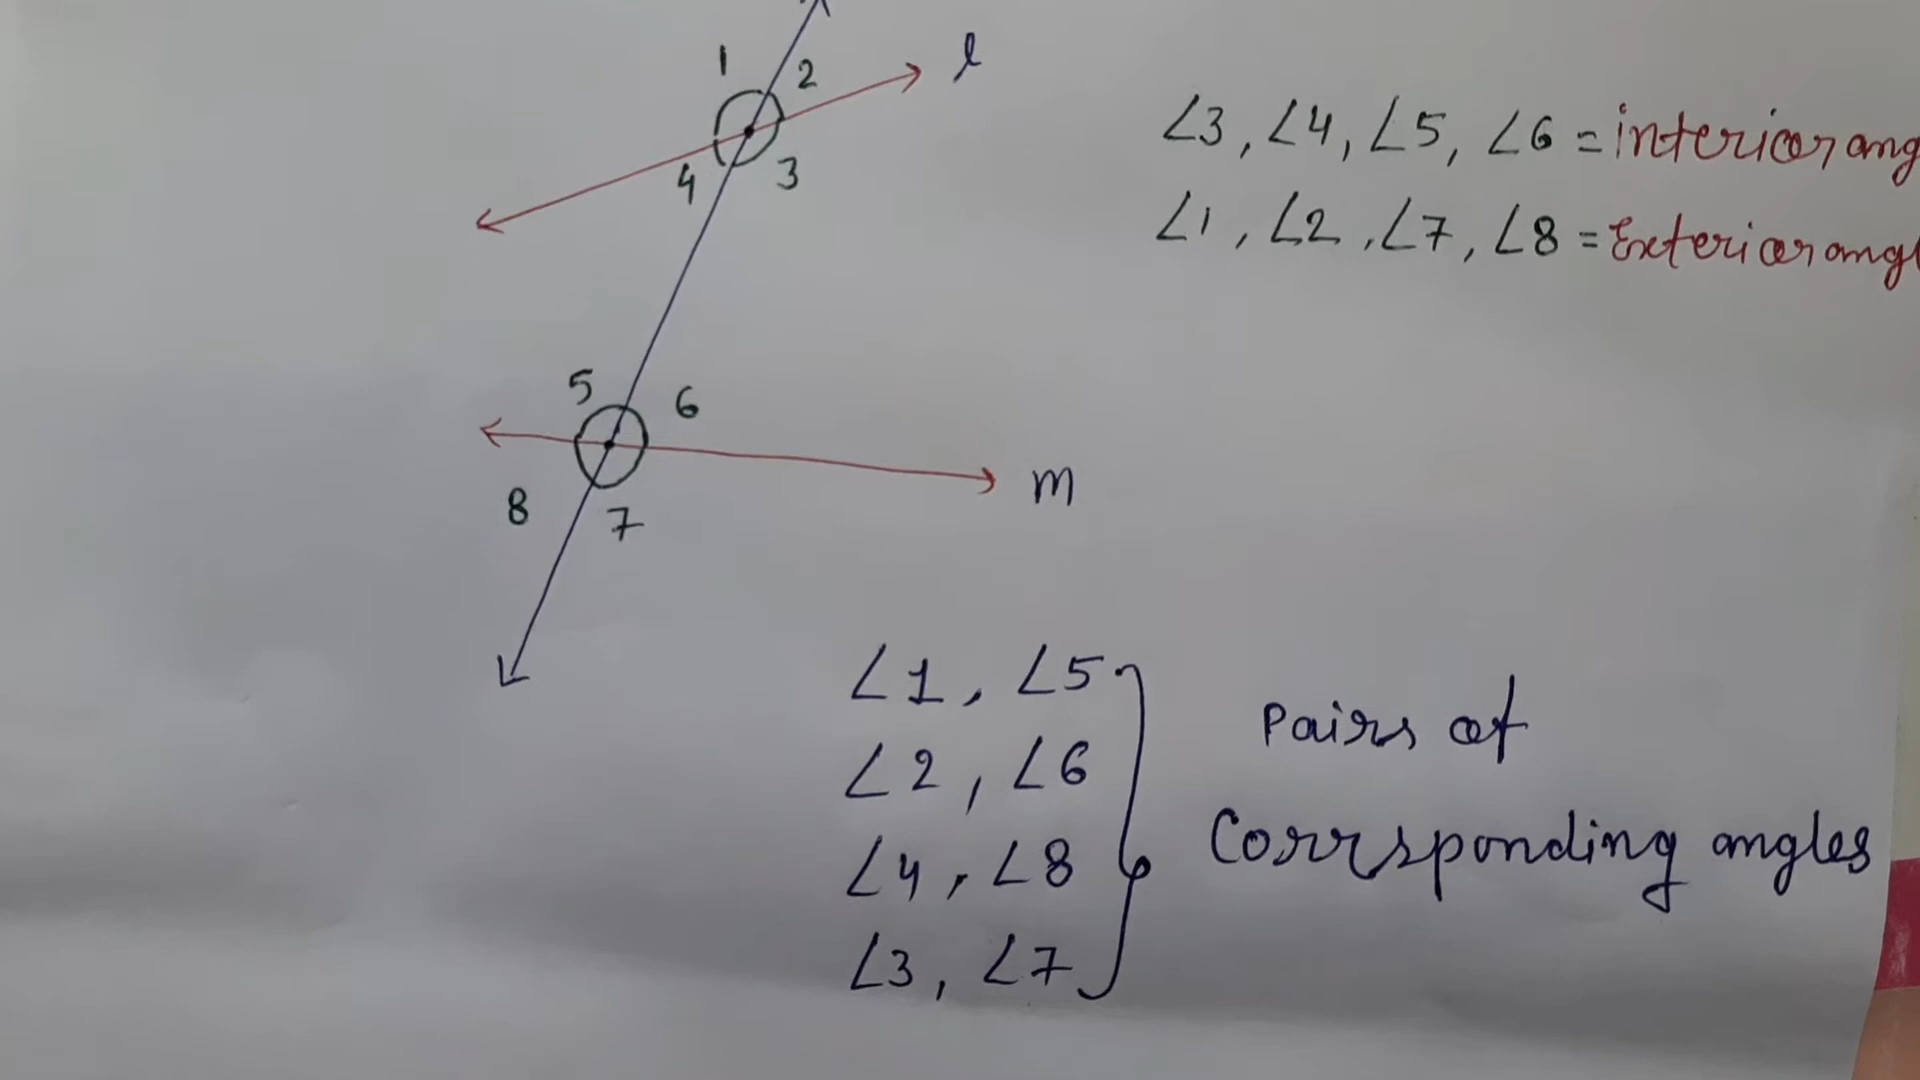 1
2
l
4
3
∠3, ∠4, ∠5, ∠6 = interior ang
∠1, ∠2, ∠7, ∠8 = Exterior angl
5
6
m
8
7
∠1, ∠5
∠2, ∠6
∠4, ∠8
∠3, ∠7
Pairs of
Corrsponding angles